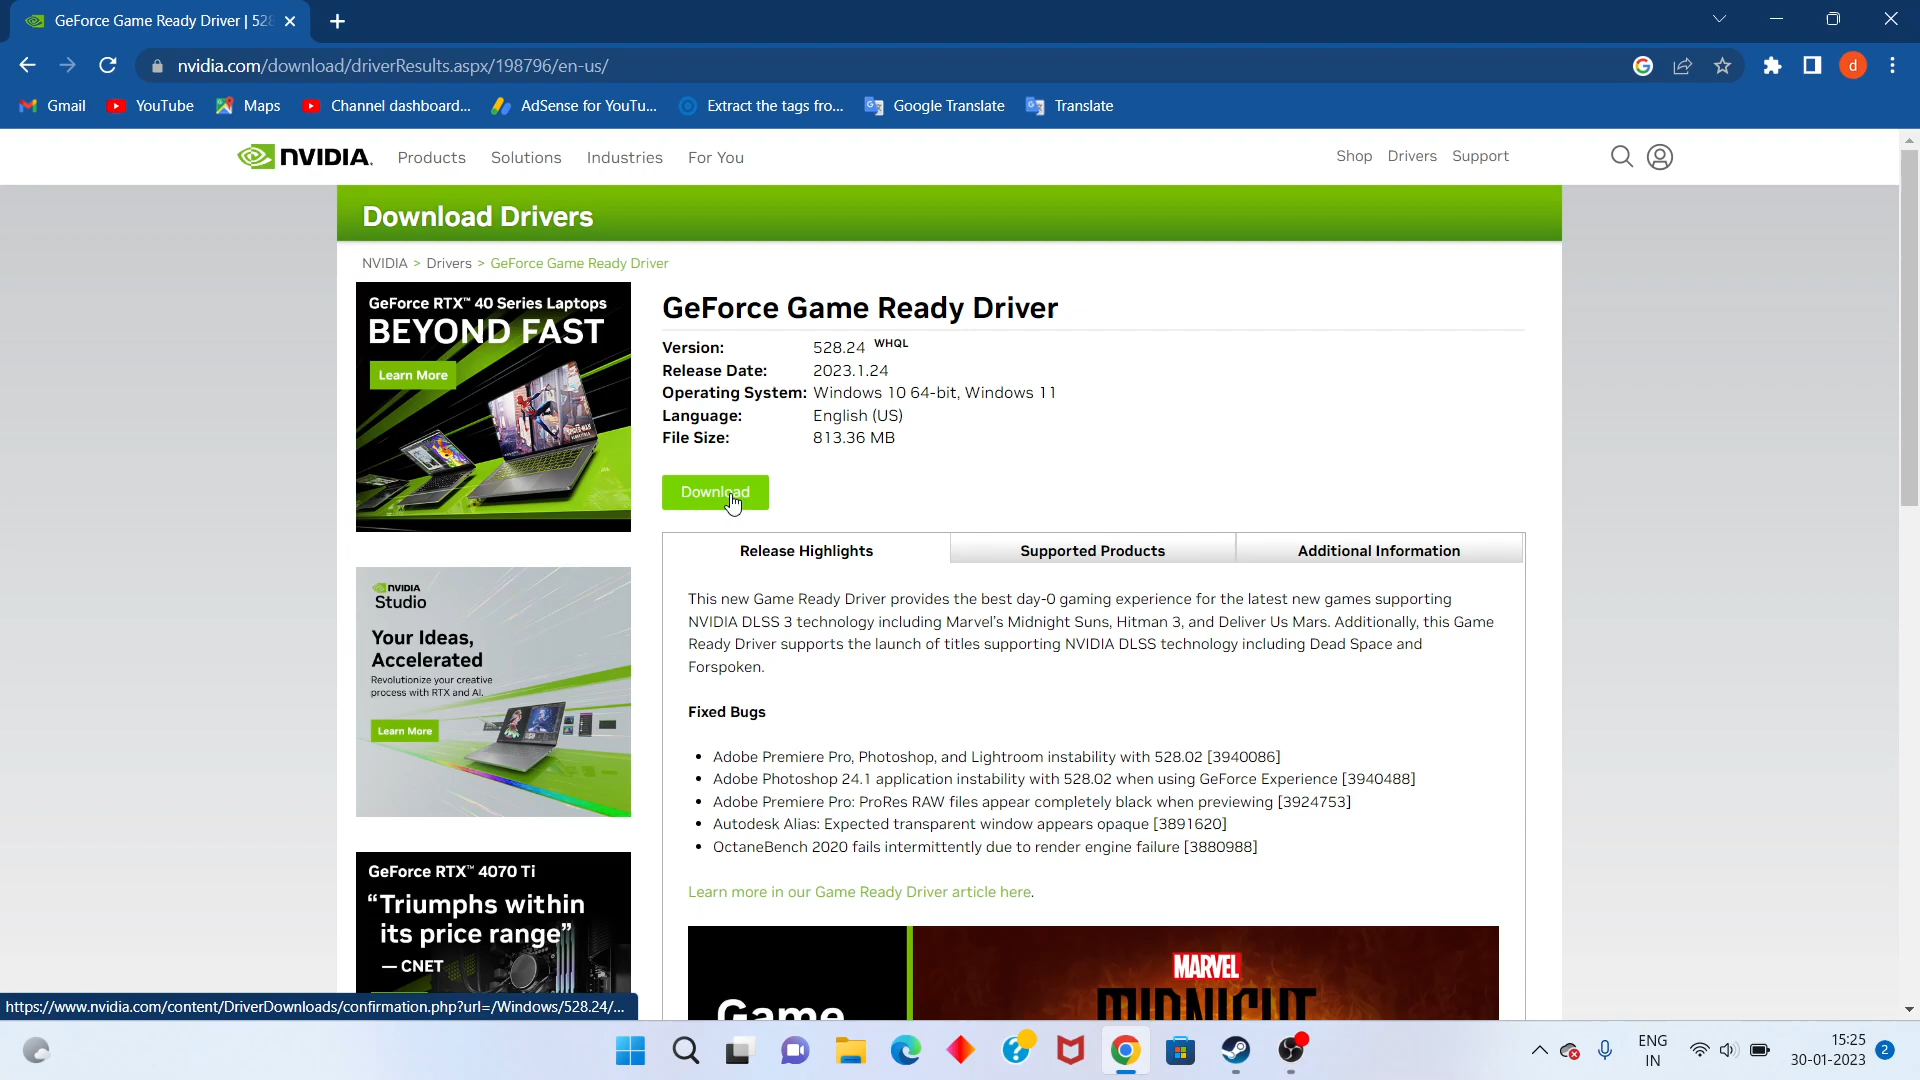 GeForce Game Ready Driver | 528
nvidia.com/download/driverResults.aspx/198796/en-us/
d
Gmail YouTube Maps Channel dashboard... AdSense for YouTu... Extract the tags fro... Google Translate Translate
NVIDIA. Products Solutions Industries For You Shop Drivers Support
Download Drivers
NVIDIA > Drivers > GeForce Game Ready Driver
GeForce RTX™ 40 Series Laptops
BEYOND FAST
Learn More
GeForce Game Ready Driver
Version: 528.24 WHQL
Release Date: 2023.1.24
Operating System: Windows 10 64-bit, Windows 11
Language: English (US)
File Size: 813.36 MB
Download
Release Highlights Supported Products Additional Information
This new Game Ready Driver provides the best day-0 gaming experience for the latest new games supporting
NVIDIA DLSS 3 technology including Marvel's Midnight Suns, Hitman 3, and Deliver Us Mars. Additionally, this Game
Ready Driver supports the launch of titles supporting NVIDIA DLSS technology including Dead Space and
Forspoken.
Fixed Bugs
• Adobe Premiere Pro, Photoshop, and Lightroom instability with 528.02 [3940086]
• Adobe Photoshop 24.1 application instability with 528.02 when using GeForce Experience [3940488]
• Adobe Premiere Pro: ProRes RAW files appear completely black when previewing [3924753]
• Autodesk Alias: Expected transparent window appears opaque [3891620]
• OctaneBench 2020 fails intermittently due to render engine failure [3880988]
Learn more in our Game Ready Driver article here.
NVIDIA
Studio
Your Ideas,
Accelerated
Revolutionize your creative
process with RTX and AI.
Learn More
GeForce RTX™ 4070 Ti
“Triumphs within
its price range”
— CNET
Game
MARVEL
MIDNIGHT
https://www.nvidia.com/content/DriverDownloads/confirmation.php?url=/Windows/528.24/...
ENG
IN
15:25
30-01-2023
2